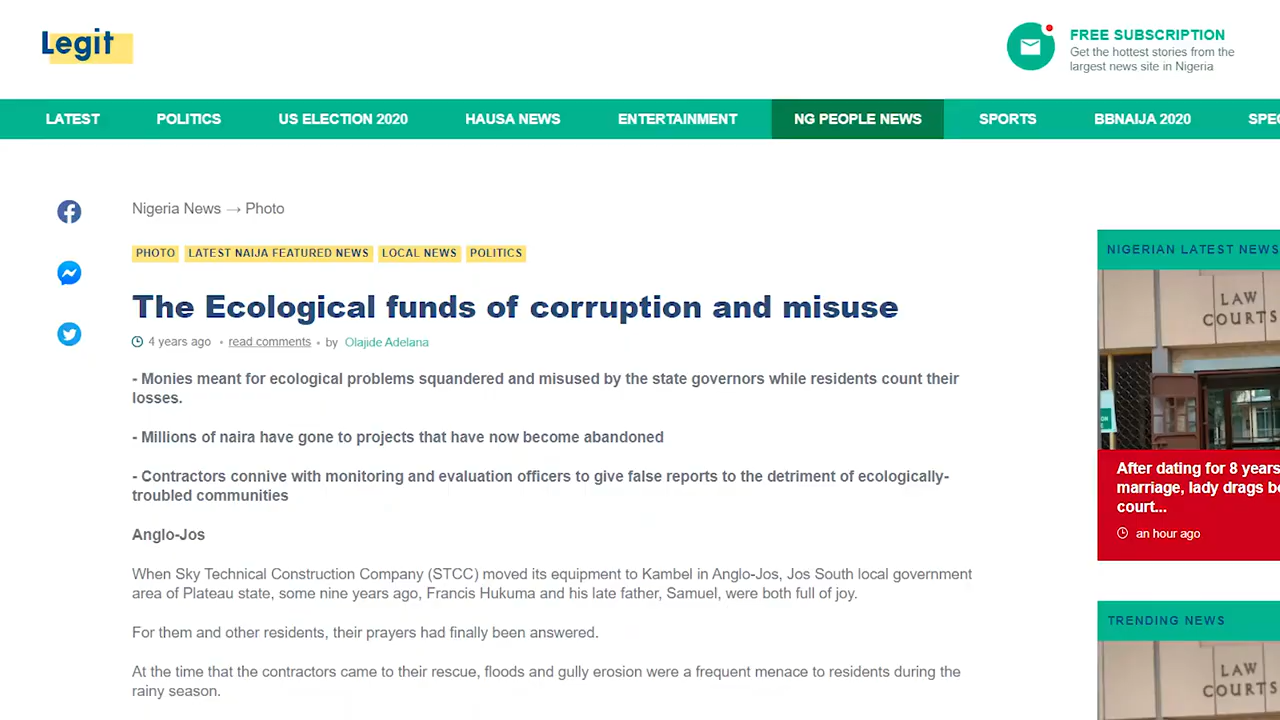 Legit
FREE SUBSCRIPTION
Get the hottest stories from the
largest news site in Nigeria
LATEST POLITICS US ELECTION 2020 HAUSA NEWS ENTERTAINMENT NG PEOPLE NEWS SPORTS BBNAIJA 2020 SPEC
Nigeria News → Photo
PHOTO LATEST NAIJA FEATURED NEWS LOCAL NEWS POLITICS
The Ecological funds of corruption and misuse
4 years ago • read comments • by Olajide Adelana
- Monies meant for ecological problems squandered and misused by the state governors while residents count their
losses.
- Millions of naira have gone to projects that have now become abandoned
- Contractors connive with monitoring and evaluation officers to give false reports to the detriment of ecologically-
troubled communities
Anglo-Jos
When Sky Technical Construction Company (STCC) moved its equipment to Kambel in Anglo-Jos, Jos South local government
area of Plateau state, some nine years ago, Francis Hukuma and his late father, Samuel, were both full of joy.
For them and other residents, their prayers had finally been answered.
At the time that the contractors came to their rescue, floods and gully erosion were a frequent menace to residents during the
rainy season.
NIGERIAN LATEST NEWS
LAW
COURTS
After dating for 8 years
marriage, lady drags b
court...
an hour ago
TRENDING NEWS
LAW
COURTS